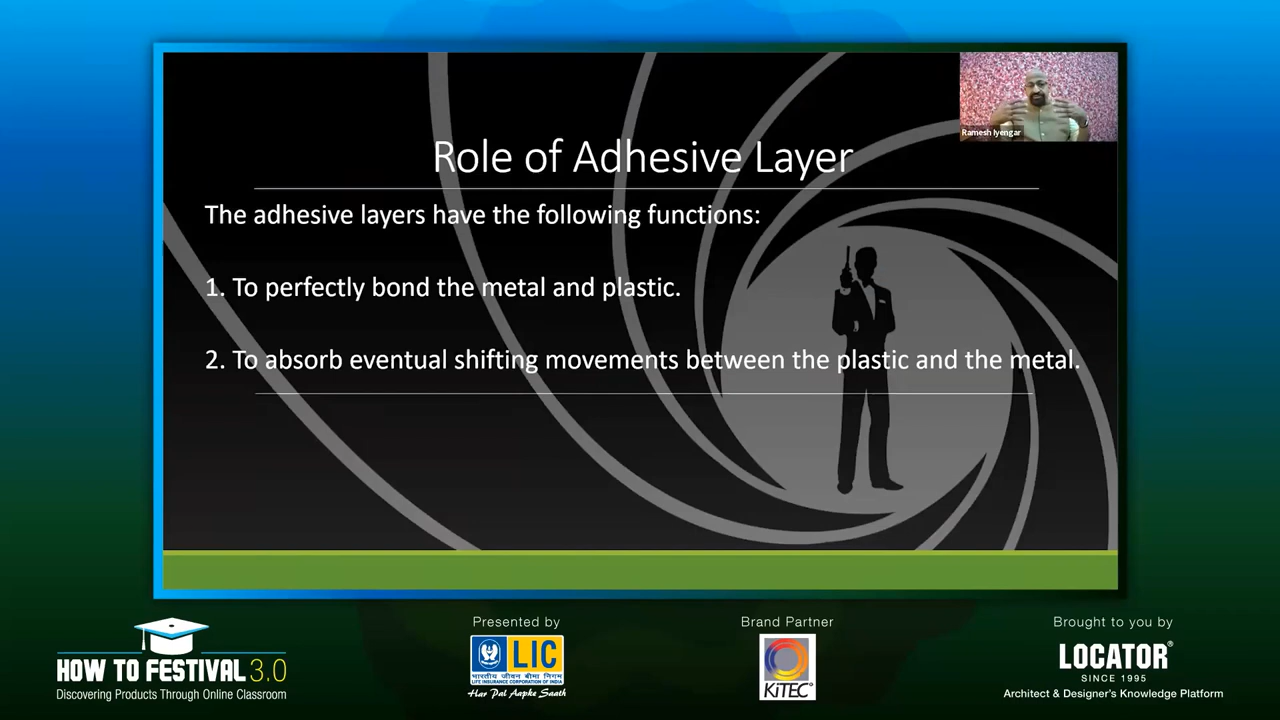 Ramesh Iyengar
Role of Adhesive Layer
The adhesive layers have the following functions:
1. To perfectly bond the metal and plastic.
2. To absorb eventual shifting movements between the plastic and the metal.
HOW TO FESTIVAL 3.0
Discovering Products Through Online Classroom
Presented by
LIC
भारतीय जीवन बीमा निगम
LIFE INSURANCE CORPORATION OF INDIA
Har Pal Aapke Saath
Brand Partner
KiTEC®
Brought to you by
LOCATOR®
SINCE 1995
Architect & Designer's Knowledge Platform